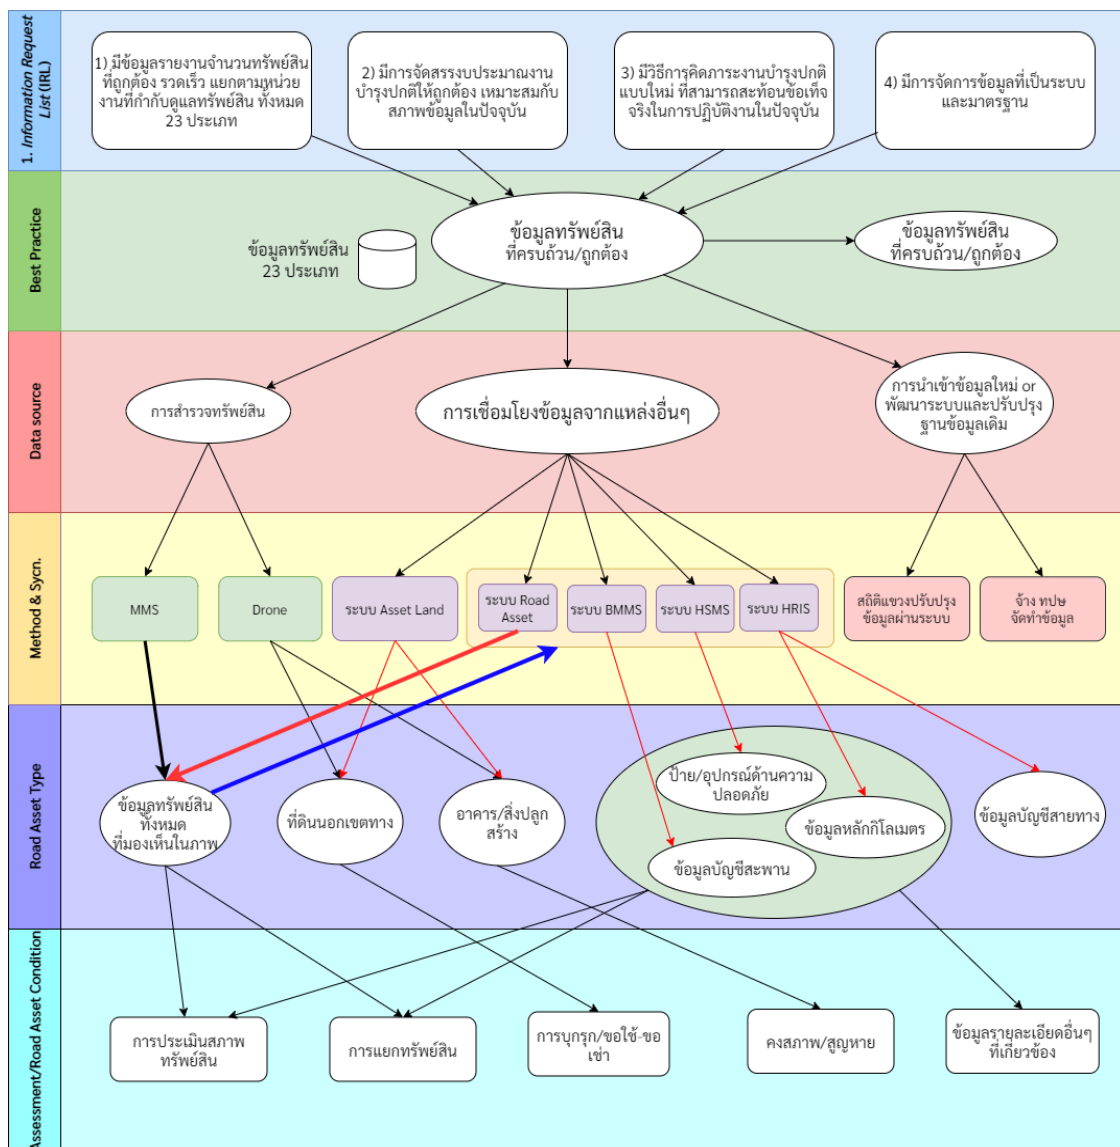 1. Information Request
List (IRL)
1) มีข้อมูลรายงานจำนวนทรัพย์สิน
ที่ถูกต้อง รวดเร็ว แยกตามหน่วย
งานที่กำกับดูแลทรัพย์สิน ทั้งหมด
23 ประเภท
2) มีการจัดสรรงบประมาณงาน
บำรุงปกติให้ถูกต้อง เหมาะสมกับ
สภาพข้อมูลในปัจจุบัน
3) มีวิธีการคิดภาระงานบำรุงปกติ
แบบใหม่ ที่สามารถสะท้อนข้อเท็จ
จริงในการปฏิบัติงานในปัจจุบัน
4) มีการจัดการข้อมูลที่เป็นระบบ
และมาตรฐาน
Best Practice
ข้อมูลทรัพย์สิน
23 ประเภท
ข้อมูลทรัพย์สิน
ที่ครบถ้วน/ถูกต้อง
ข้อมูลทรัพย์สิน
ที่ครบถ้วน/ถูกต้อง
Data source
การสำรวจทรัพย์สิน
การเชื่อมโยงข้อมูลจากแหล่งอื่นๆ
การนำเข้าข้อมูลใหม่ or
พัฒนาระบบและปรับปรุง
ฐานข้อมูลเดิม
Method & Sycn.
MMS
Drone
ระบบ Asset Land
ระบบ Road
Asset
ระบบ BMMS
ระบบ HSMS
ระบบ HRIS
สถิติแขวงปรับปรุง
ข้อมูลผ่านระบบ
จ้าง ทปษ
จัดทำข้อมูล
Road Asset Type
ข้อมูลทรัพย์สิน
ทั้งหมด
ที่มองเห็นในภาพ
ที่ดินนอกเขตทาง
อาคาร/สิ่งปลูก
สร้าง
ป้าย/อุปกรณ์ด้านความ
ปลอดภัย
ข้อมูลหลักกิโลเมตร
ข้อมูลบัญชีสะพาน
ข้อมูลบัญชีสายทาง
Assessment/Road Asset Condition
การประเมินสภาพ
ทรัพย์สิน
การแยกทรัพย์สิน
การบุกรุก/ขอใช้-ขอ
เช่า
คงสภาพ/สูญหาย
ข้อมูลรายละเอียดอื่นๆ
ที่เกี่ยวข้อง